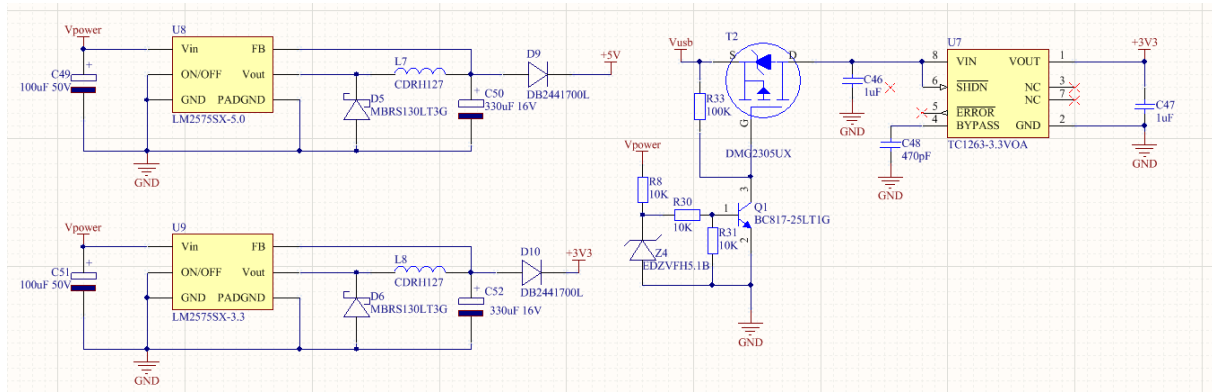 Vpower
U8
Vin
FB
ON/OFF
Vout
GND
PADGND
LM2575SX-5.0
C49
100uF 50V
+
L7
CDRH127
D5
MBRS130LT3G
+
C50
330uF 16V
D9
DB2441700L
+5V
GND
Vpower
U9
Vin
FB
ON/OFF
Vout
GND
PADGND
LM2575SX-3.3
C51
100uF 50V
+
L8
CDRH127
D6
MBRS130LT3G
+
C52
330uF 16V
D10
DB2441700L
+3V3
GND
Vusb
T2
S
D
G
R33
100K
DMG2305UX
Vpower
R8
10K
R30
10K
R31
10K
Z4
EDZVFH5.1B
1
3
2
Q1
BC817-25LT1G
GND
C46
1uF
GND
C48
470pF
GND
U7
8
VIN
VOUT
1
6
SHDN
NC
3
NC
7
5
ERROR
4
BYPASS
GND
2
TC1263-3.3VOA
+3V3
C47
1uF
GND